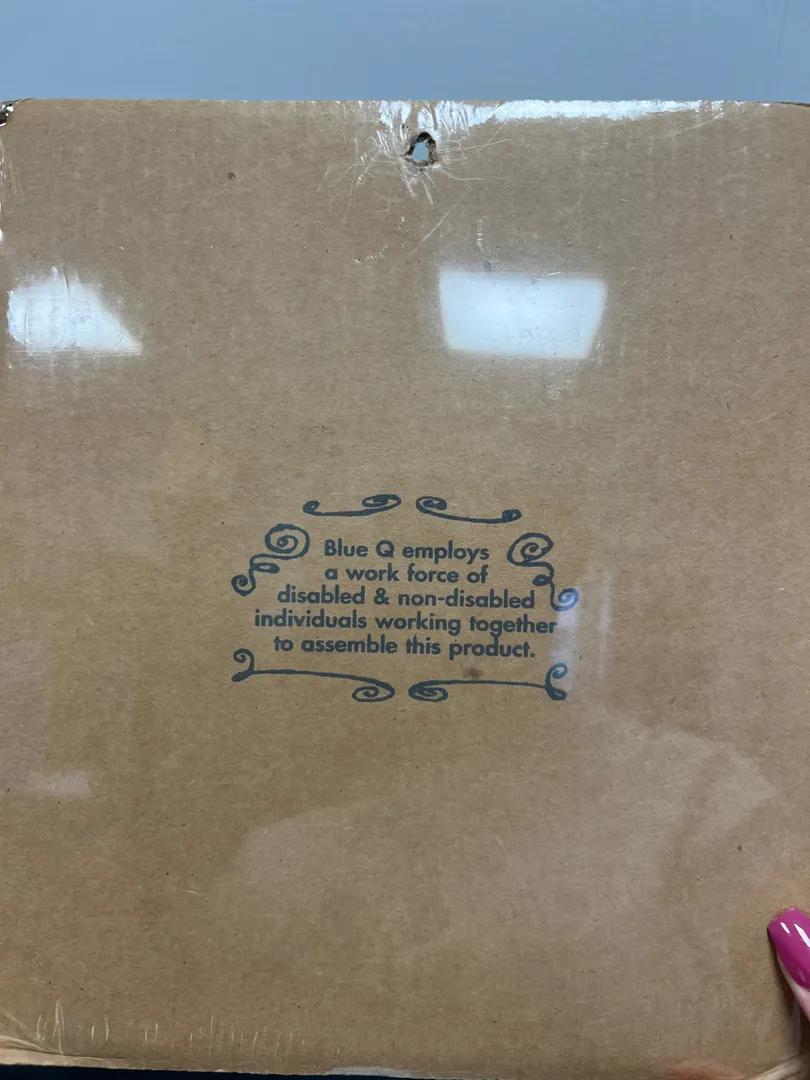 Blue Q employs
a work force of
disabled & non-disabled
individuals working together
to assemble this product.